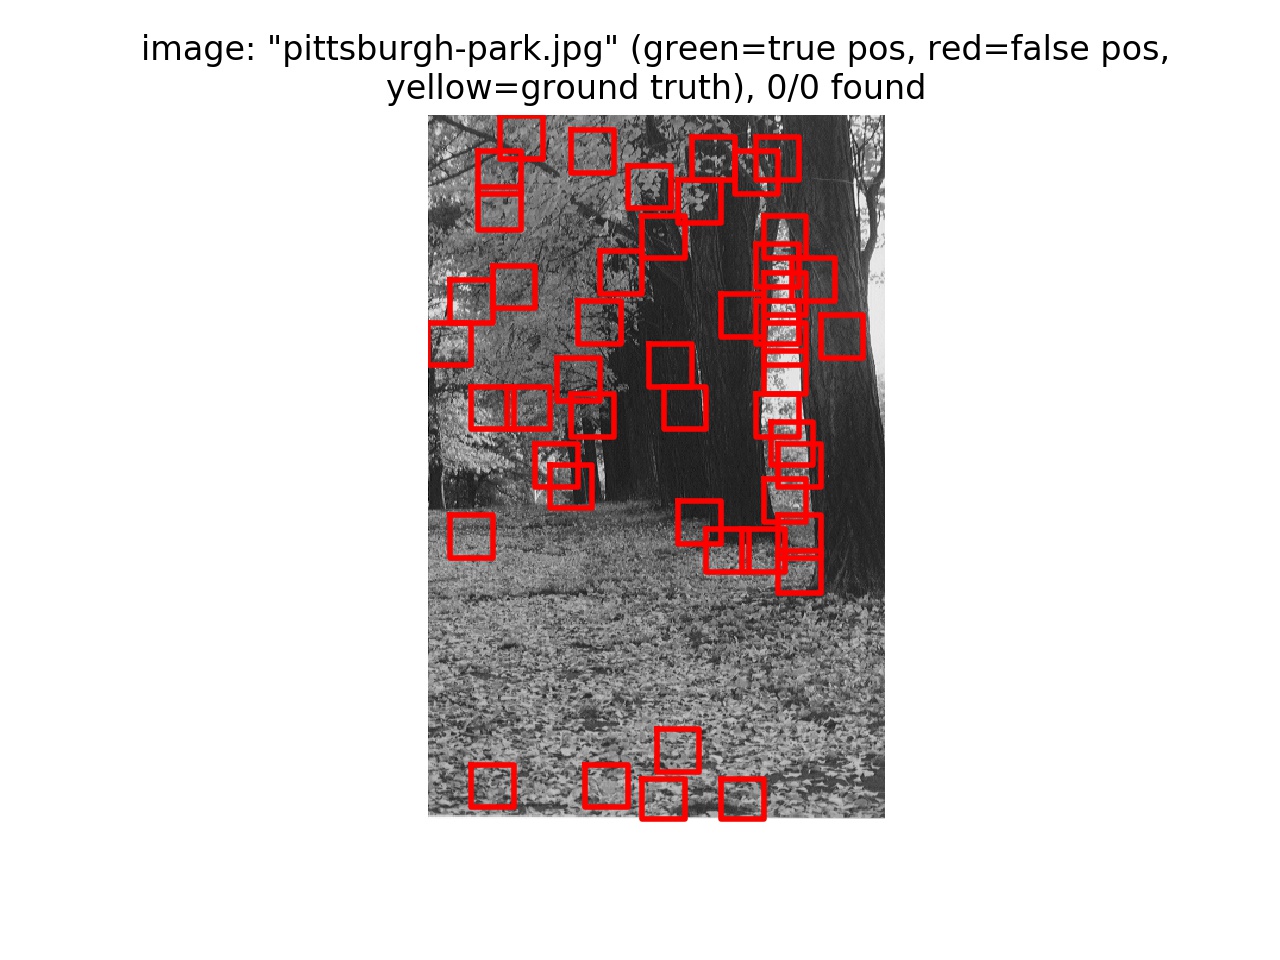 image: "pittsburgh-park.jpg" (green=true pos, red=false pos,
yellow=ground truth), 0/0 found